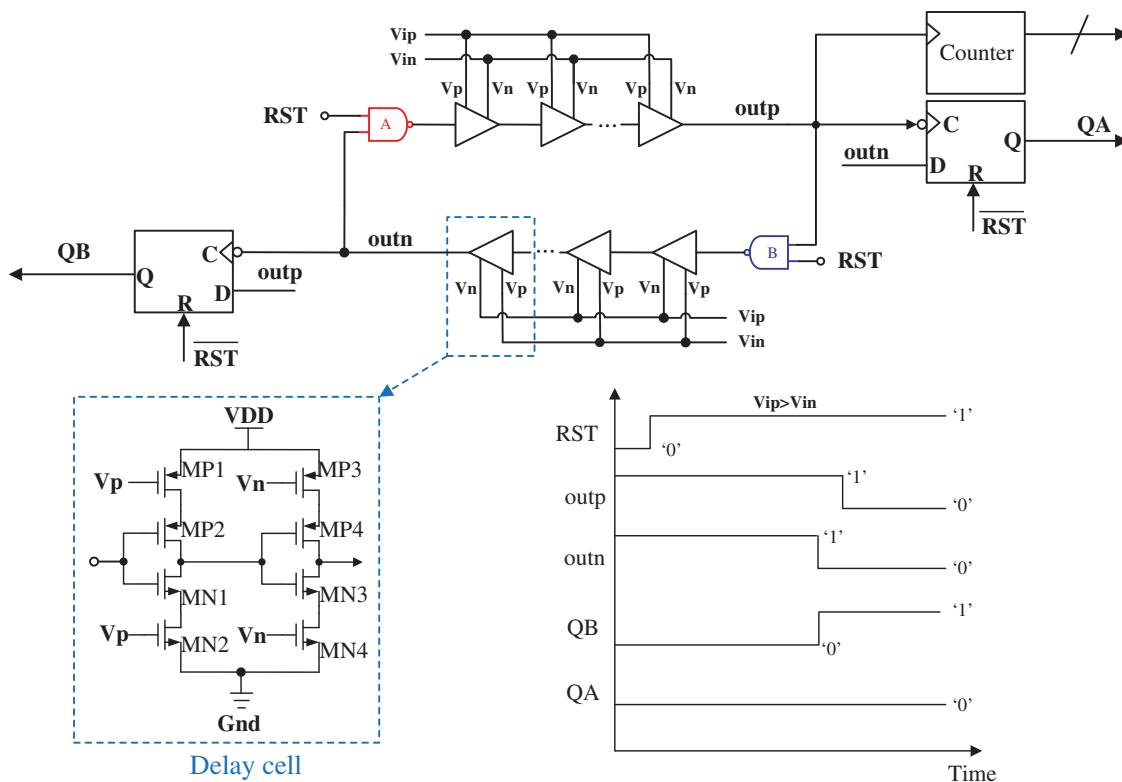 Vip
Vin
Vp
Vn
Vp
Vn
Vp
Vn
Counter
RST
A
outp
C
Q
QA
outn
D
R
RST
QB
C
outn
Q
outp
D
R
RST
B
RST
Vn
Vp
Vn
Vp
Vn
Vp
Vip
Vin
VDD
Vp
MP1
Vn
MP3
MP2
MP4
MN1
MN3
Vp
MN2
Vn
MN4
Gnd
Delay cell
Vip>Vin
RST
'0'
'1'
outp
'1'
'0'
outn
'1'
'0'
QB
'0'
'1'
QA
'0'
Time